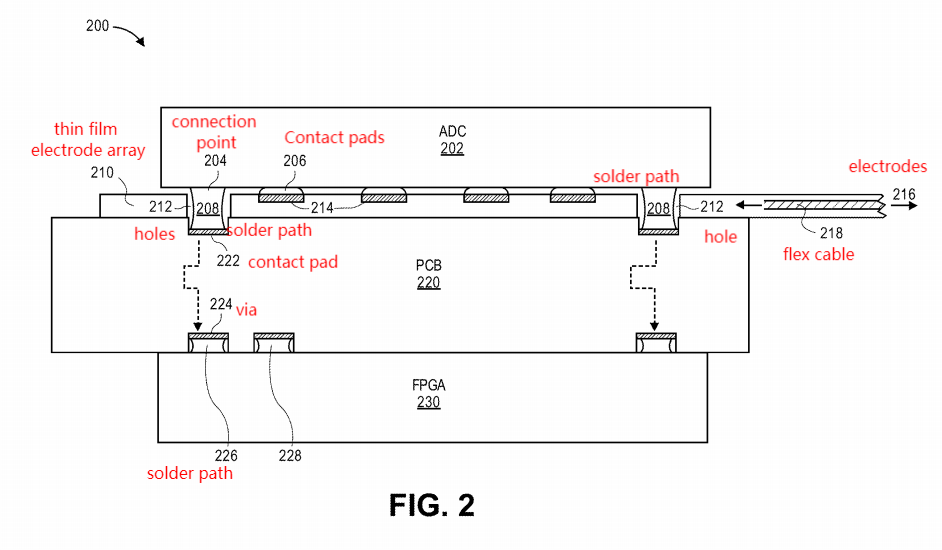 200
connection
point
Contact pads
ADC
202
thin film
electrode array
204
206
solder path
electrodes
210
216
212
208
214
208
212
holes
solder path
hole
218
222
contact pad
flex cable
PCB
220
224
via
FPGA
230
226
228
solder path
FIG. 2